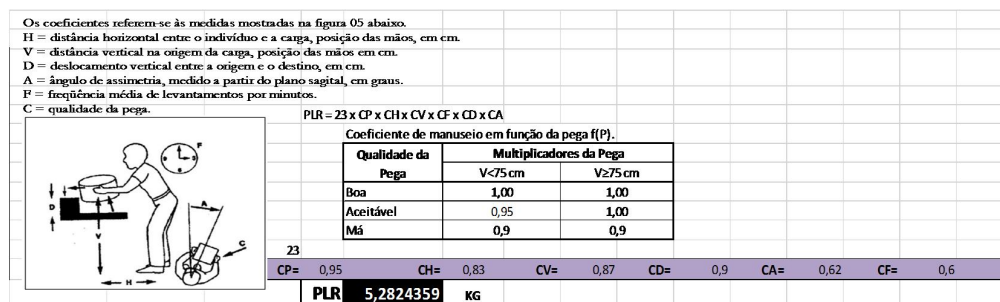 Os coeficientes referem-se às medidas mostradas na figura 05 abaixo.
H = distância horizontal entre o indivíduo e a carga, posição das mãos, em cm.
V = distância vertical na origem da carga, posição das mãos em cm.
D = deslocamento vertical entre a origem e o destino, em cm.
A = ângulo de assimetria, medido a partir do plano sagital, em graus.
F = freqüência média de levantamentos por minutos.
C = qualidade da pega.
PLR = 23 x CP x CH x CV x CF x CD x CA
Coeficiente de manuseio em função da pega f(P).
Qualidade da Pega Multiplicadores da Pega
V<75 cm V≥75 cm
Boa 1,00 1,00
Aceitável 0,95 1,00
Má 0,9 0,9
F
D
A
V
C
H
23
CP= 0,95 CH= 0,83 CV= 0,87 CD= 0,9 CA= 0,62 CF= 0,6
PLR 5,2824359 KG